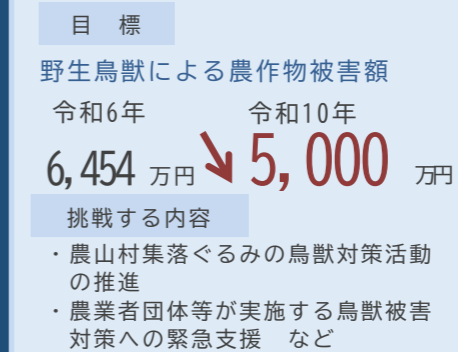 目　標
野生鳥獣による農作物被害額
令和6年　令和10年
6,454 万円 ↘ 5,000 万円
挑戦する内容
・農山村集落ぐるみの鳥獣対策活動
の推進
・農業者団体等が実施する鳥獣被害
対策への緊急支援　など